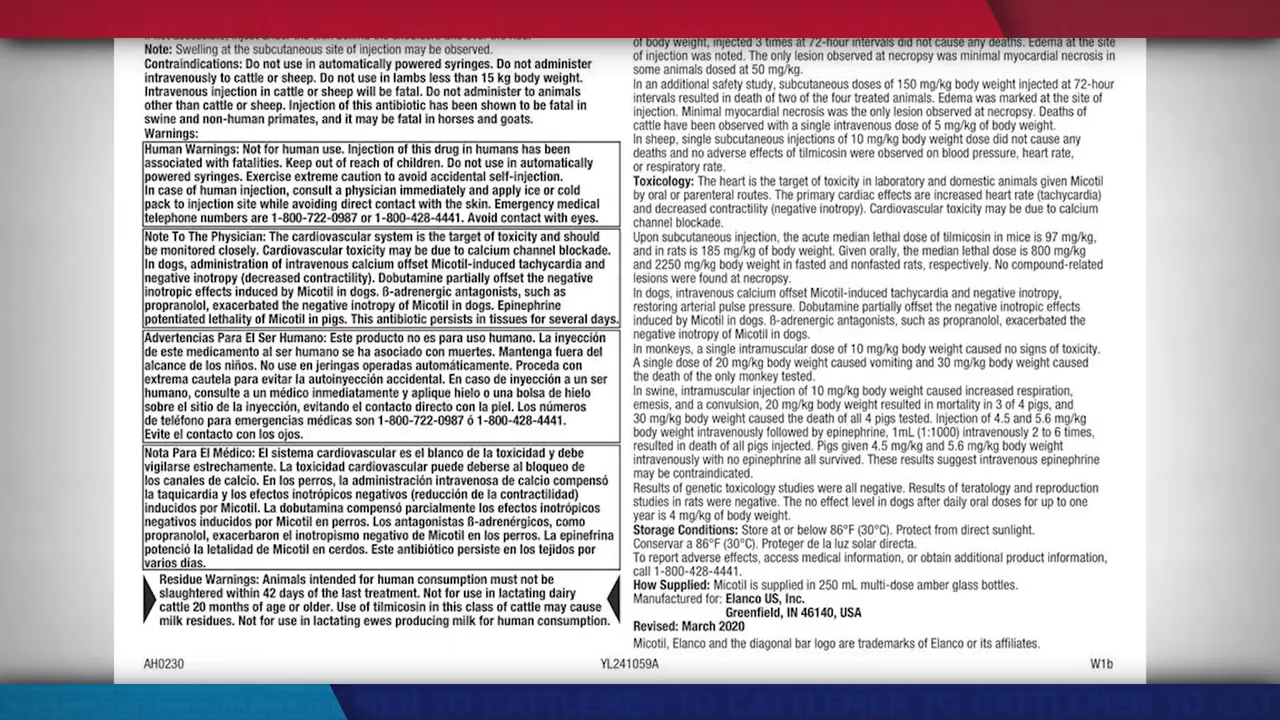 Note: Swelling at the subcutaneous site of injection may be observed.
Contraindications: Do not use in automatically powered syringes. Do not administer
intravenously to cattle or sheep. Do not use in lambs less than 15 kg body weight.
Intravenous injection in cattle or sheep will be fatal. Do not administer to animals
other than cattle or sheep. Injection of this antibiotic has been shown to be fatal in
swine and non-human primates, and it may be fatal in horses and goats.
Warnings:
Human Warnings: Not for human use. Injection of this drug in humans has been
associated with fatalities. Keep out of reach of children. Do not use in automatically
powered syringes. Exercise extreme caution to avoid accidental self-injection.
In case of human injection, consult a physician immediately and apply ice or cold
pack to injection site while avoiding direct contact with the skin. Emergency medical
telephone numbers are 1-800-722-0987 or 1-800-428-4441. Avoid contact with eyes.
Note To The Physician: The cardiovascular system is the target of toxicity and should
be monitored closely. Cardiovascular toxicity may be due to calcium channel blockade.
In dogs, administration of intravenous calcium offset Micotil-induced tachycardia and
negative inotropy (decreased contractility). Dobutamine partially offset the negative
inotropic effects induced by Micotil in dogs. ß-adrenergic antagonists, such as
propranolol, exacerbated the negative inotropy of Micotil in dogs. Epinephrine
potentiated lethality of Micotil in pigs. This antibiotic persists in tissues for several days.
Advertencias Para El Ser Humano: Este producto no es para uso humano. La inyección
de este medicamento al ser humano se ha asociado con muertes. Mantenga fuera del
alcance de los niños. No use en jeringas operadas automáticamente. Proceda con
extrema cautela para evitar la autoinyección accidental. En caso de inyección a un ser
humano, consulte a un médico inmediatamente y aplique hielo o una bolsa de hielo
sobre el sitio de la inyección, evitando el contacto directo con la piel. Los números
de teléfono para emergencias médicas son 1-800-722-0987 ó 1-800-428-4441.
Evite el contacto con los ojos.
Nota Para El Médico: El sistema cardiovascular es el blanco de la toxicidad y debe
vigilarse estrechamente. La toxicidad cardiovascular puede deberse al bloqueo de
los canales de calcio. En los perros, la administración intravenosa de calcio compensó
la taquicardia y los efectos inotrópicos negativos (reducción de la contractilidad)
inducidos por Micotil. La dobutamina compensó parcialmente los efectos inotrópicos
negativos inducidos por Micotil en perros. Los antagonistas ß-adrenérgicos, como
propranolol, exacerbaron el inotropismo negativo de Micotil en los perros. La epinefrina
potenció la letalidad de Micotil en cerdos. Este antibiótico persiste en los tejidos por
varios días.
Residue Warnings: Animals intended for human consumption must not be
slaughtered within 42 days of the last treatment. Not for use in lactating dairy
cattle 20 months of age or older. Use of tilmicosin in this class of cattle may cause
milk residues. Not for use in lactating ewes producing milk for human consumption.
of body weight, injected 3 times at 72-hour intervals did not cause any deaths. Edema at the site
of injection was noted. The only lesion observed at necropsy was minimal myocardial necrosis in
some animals dosed at 50 mg/kg.
In an additional safety study, subcutaneous doses of 150 mg/kg body weight injected at 72-hour
intervals resulted in death of two of the four treated animals. Edema was marked at the site of
injection. Minimal myocardial necrosis was the only lesion observed at necropsy. Deaths of
cattle have been observed with a single intravenous dose of 5 mg/kg of body weight.
In sheep, single subcutaneous injections of 10 mg/kg body weight dose did not cause any
deaths and no adverse effects of tilmicosin were observed on blood pressure, heart rate,
or respiratory rate.
Toxicology: The heart is the target of toxicity in laboratory and domestic animals given Micotil
by oral or parenteral routes. The primary cardiac effects are increased heart rate (tachycardia)
and decreased contractility (negative inotropy). Cardiovascular toxicity may be due to calcium
channel blockade.
Upon subcutaneous injection, the acute median lethal dose of tilmicosin in mice is 97 mg/kg,
and in rats is 185 mg/kg of body weight. Given orally, the median lethal dose is 800 mg/kg
and 2250 mg/kg body weight in fasted and nonfasted rats, respectively. No compound-related
lesions were found at necropsy.
In dogs, intravenous calcium offset Micotil-induced tachycardia and negative inotropy,
restoring arterial pulse pressure. Dobutamine partially offset the negative inotropic effects
induced by Micotil in dogs. ß-adrenergic antagonists, such as propranolol, exacerbated the
negative inotropy of Micotil in dogs.
In monkeys, a single intramuscular dose of 10 mg/kg body weight caused no signs of toxicity.
A single dose of 20 mg/kg body weight caused vomiting and 30 mg/kg body weight caused
the death of the only monkey tested.
In swine, intramuscular injection of 10 mg/kg body weight caused increased respiration,
emesis, and a convulsion, 20 mg/kg body weight resulted in mortality in 3 of 4 pigs, and
30 mg/kg body weight caused the death of all 4 pigs tested. Injection of 4.5 and 5.6 mg/kg
body weight intravenously followed by epinephrine, 1mL (1:1000) intravenously 2 to 6 times,
resulted in death of all pigs injected. Pigs given 4.5 mg/kg and 5.6 mg/kg body weight
intravenously with no epinephrine all survived. These results suggest intravenous epinephrine
may be contraindicated.
Results of genetic toxicology studies were all negative. Results of teratology and reproduction
studies in rats were negative. The no effect level in dogs after daily oral doses for up to one
year is 4 mg/kg of body weight.
Storage Conditions: Store at or below 86°F (30°C). Protect from direct sunlight.
Conservar a 86°F (30°C). Proteger de la luz solar directa.
To report adverse effects, access medical information, or obtain additional product information,
call 1-800-428-4441.
How Supplied: Micotil is supplied in 250 mL multi-dose amber glass bottles.
Manufactured for: Elanco US, Inc.
Greenfield, IN 46140, USA
Revised: March 2020
Micotil, Elanco and the diagonal bar logo are trademarks of Elanco or its affiliates.
AH0230 YL241059A W1b